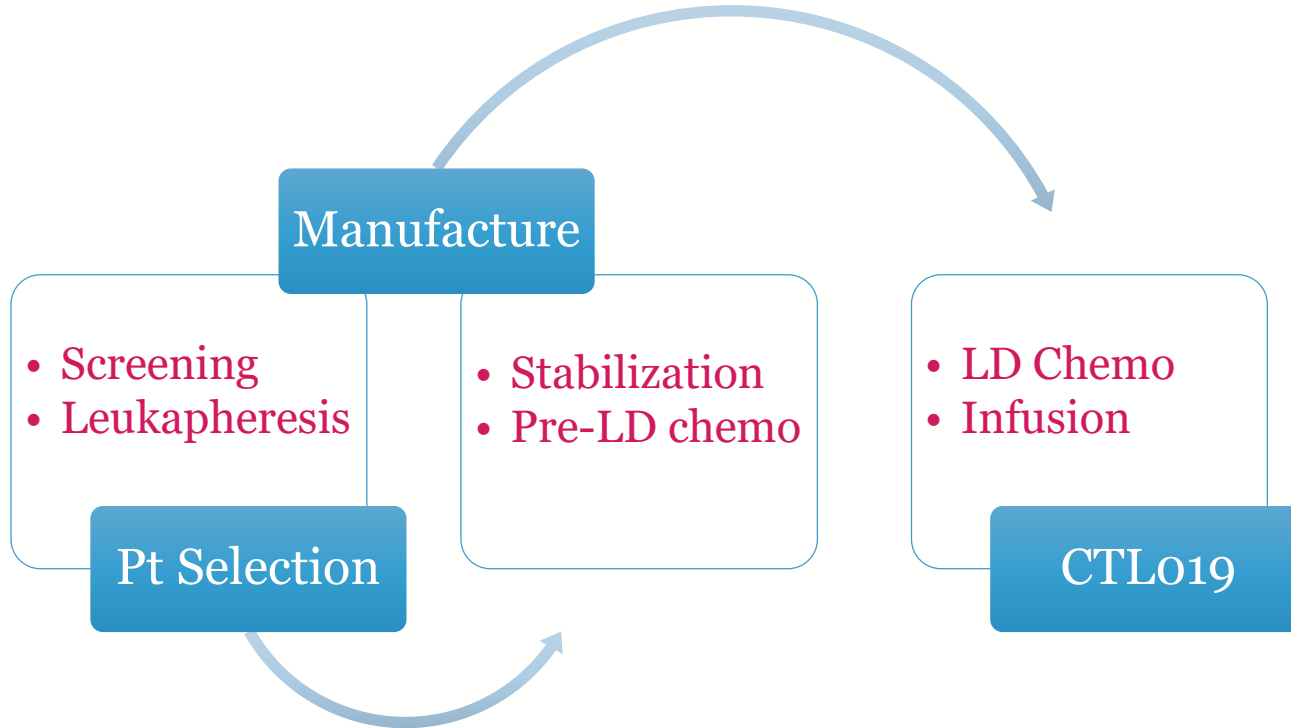 Manufacture
• Screening
• Leukapheresis
Pt Selection
• Stabilization
• Pre-LD chemo
• LD Chemo
• Infusion
CTL019